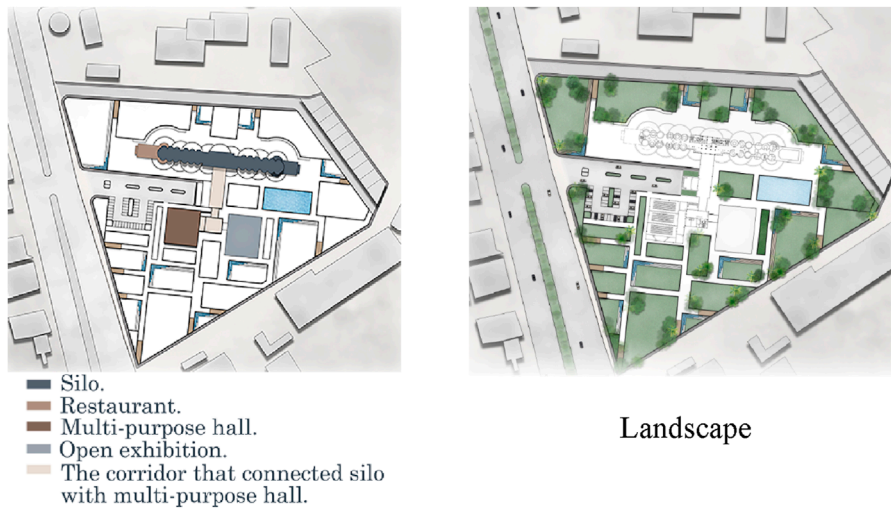 Silo.
Restaurant.
Multi-purpose hall.
Open exhibition.
The corridor that connected silo
with multi-purpose hall.
Landscape